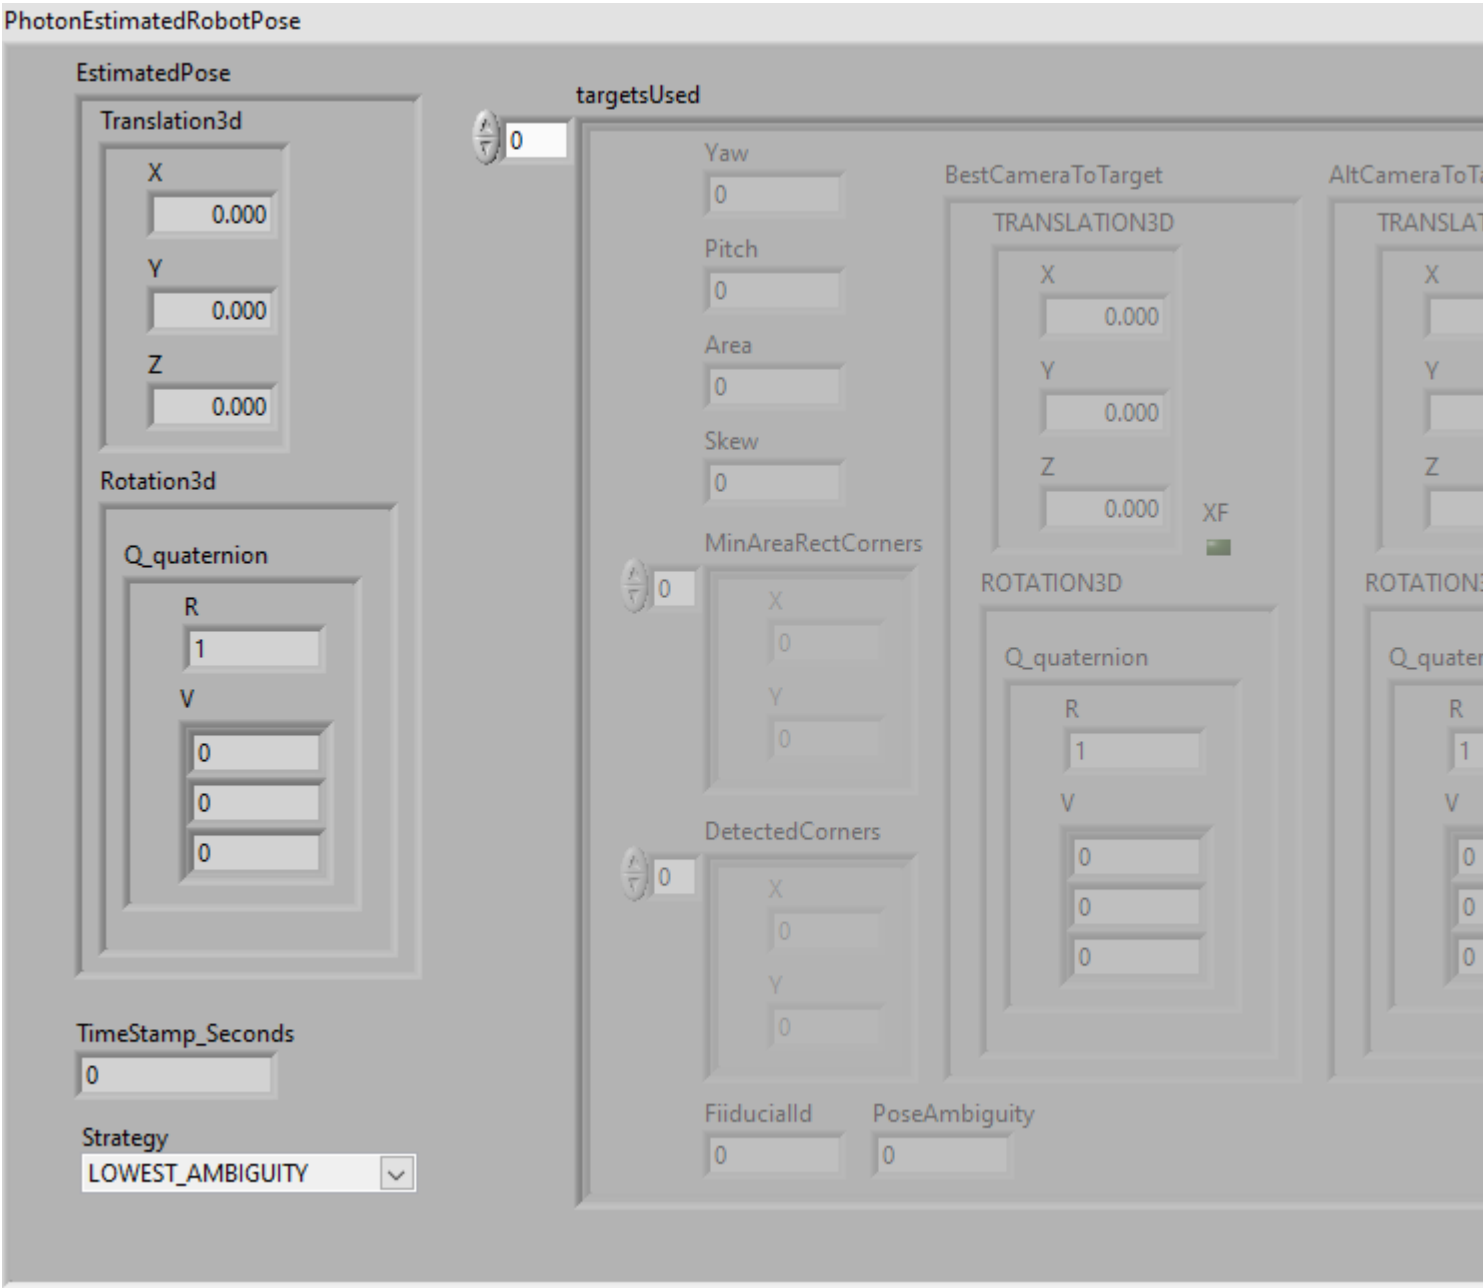 PhotonEstimatedRobotPose
EstimatedPose
Translation3d
X
0.000
Y
0.000
Z
0.000
Rotation3d
Q_quaternion
R
1
V
0
0
0
TimeStamp_Seconds
0
Strategy
LOWEST_AMBIGUITY
targetsUsed
0
Yaw
0
Pitch
0
Area
0
Skew
0
MinAreaRectCorners
0
X
0
Y
0
DetectedCorners
0
X
0
Y
0
FiiducialId
0
PoseAmbiguity
0
BestCameraToTarget
TRANSLATION3D
X
0.000
Y
0.000
Z
0.000
XF
ROTATION3D
Q_quaternion
R
1
V
0
0
0
AltCameraToTa
TRANSLAT
X
Y
Z
ROTATION3
Q_quater
R
1
V
0
0
0